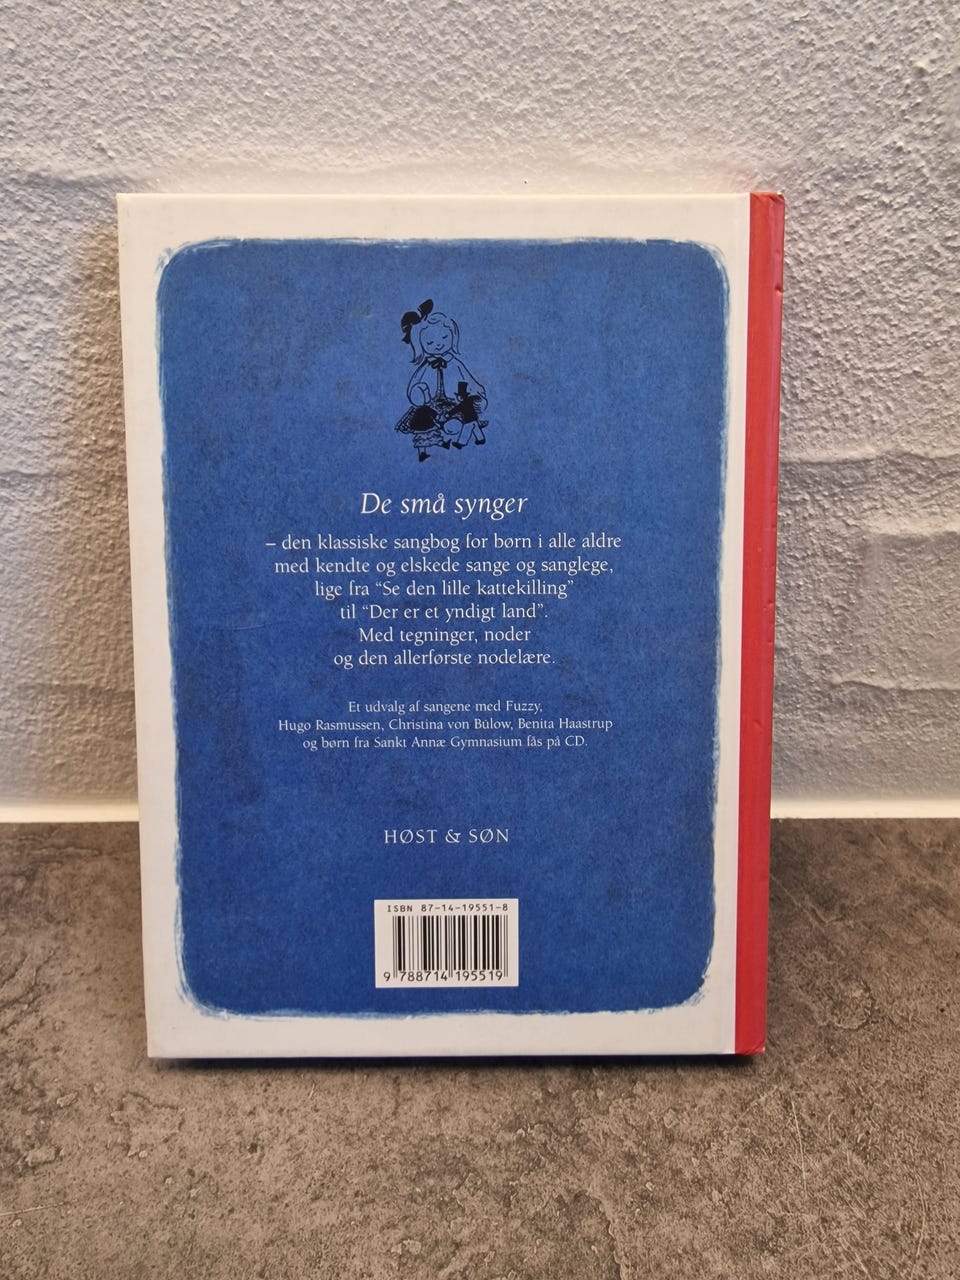 De små synger
– den klassiske sangbog for børn i alle aldre
med kendte og elskede sange og sanglege,
lige fra “Se den lille kattekilling”
til “Der er et yndigt land”.
Med tegninger, noder
og den allerførste nodelære.
Et udvalg af sangene med Fuzzy,
Hugo Rasmussen, Christina von Bülow, Benita Haastrup
og børn fra Sankt Annæ Gymnasium fås på CD.
HØST & SØN
ISBN 87-14-19551-8
9 788714 195519